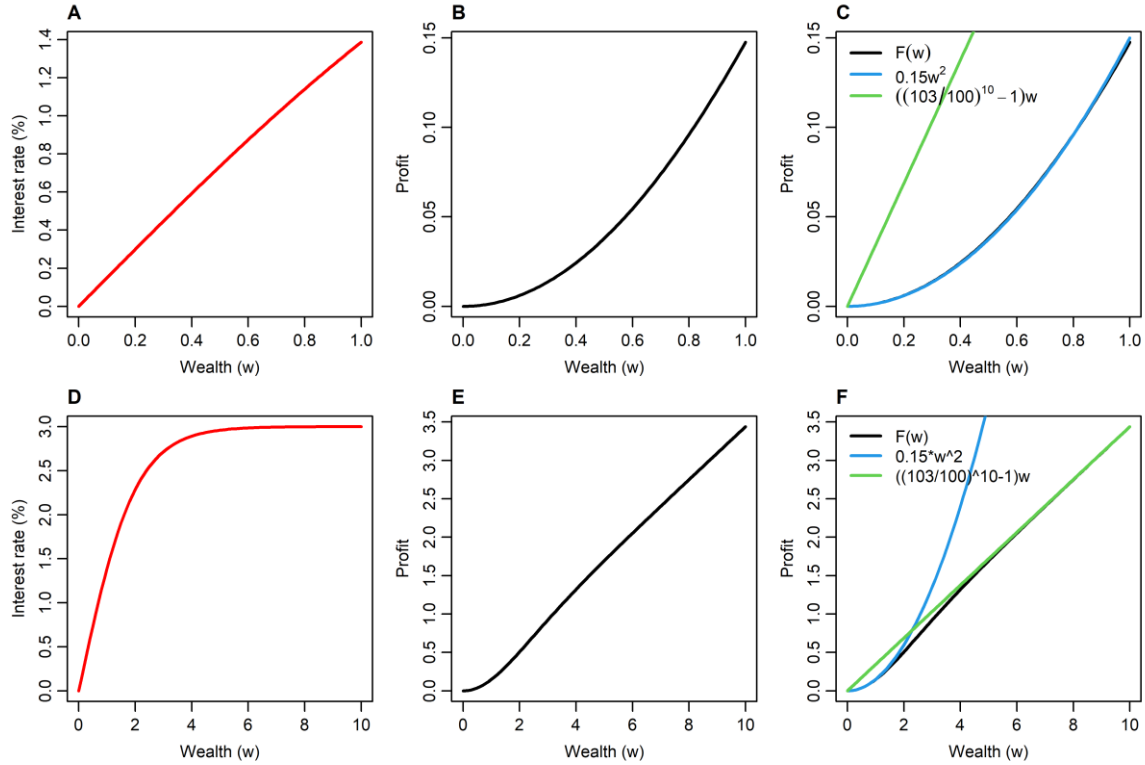 A
Interest rate (%)
1.4
1.2
1.0
0.8
0.6
0.4
0.2
0.0
0.0 0.2 0.4 0.6 0.8 1.0
Wealth (w)
B
Profit
0.15
0.10
0.05
0.00
0.0 0.2 0.4 0.6 0.8 1.0
Wealth (w)
C
Profit
0.15
0.10
0.05
0.00
F(w)
0.15w²
((103/100)¹⁰ − 1)w
0.0 0.2 0.4 0.6 0.8 1.0
Wealth (w)
D
Interest rate (%)
3.0
2.5
2.0
1.5
1.0
0.5
0.0
0 2 4 6 8 10
Wealth (w)
E
Profit
3.5
3.0
2.5
2.0
1.5
1.0
0.5
0.0
0 2 4 6 8 10
Wealth (w)
F
Profit
3.5
3.0
2.5
2.0
1.5
1.0
0.5
0.0
F(w)
0.15*w^2
((103/100)^10-1)w
0 2 4 6 8 10
Wealth (w)